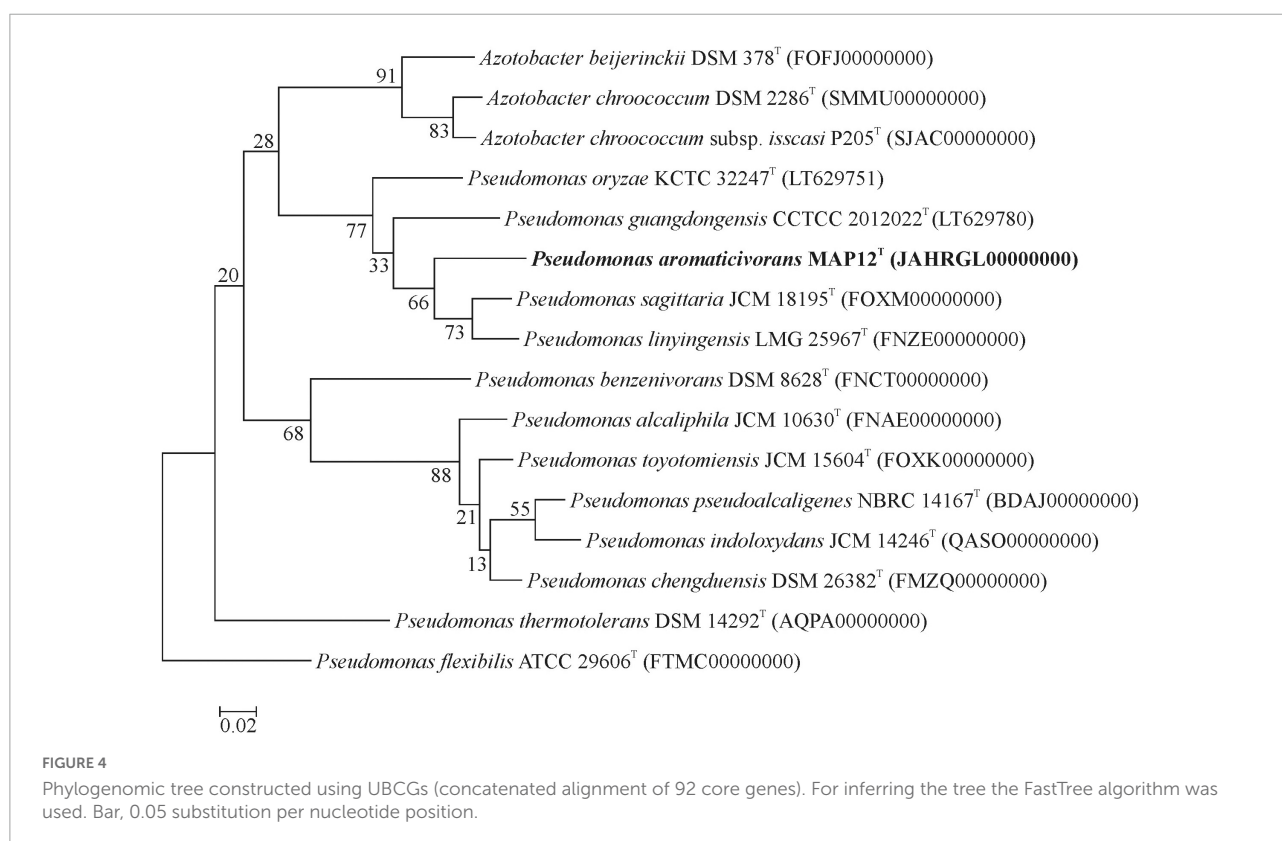 Azotobacter beijerinckii DSM 378T (FOFJ00000000)
91
Azotobacter chroococcum DSM 2286T (SMMU00000000)
83
Azotobacter chroococcum subsp. isscasi P205T (SJAC00000000)
28
Pseudomonas oryzae KCTC 32247T (LT629751)
77
Pseudomonas guangdongensis CCTCC 2012022T(LT629780)
33
Pseudomonas aromaticivorans MAP12T (JAHRGL00000000)
20
66
Pseudomonas sagittaria JCM 18195T (FOXM00000000)
73
Pseudomonas linyingensis LMG 25967T (FNZE00000000)
Pseudomonas benzenivorans DSM 8628T (FNCT00000000)
68
Pseudomonas alcaliphila JCM 10630T (FNAE00000000)
88
Pseudomonas toyotomiensis JCM 15604T (FOXK00000000)
21
55
Pseudomonas pseudoalcaligenes NBRC 14167T (BDAJ00000000)
Pseudomonas indoloxydans JCM 14246T (QASO00000000)
13
Pseudomonas chengduensis DSM 26382T (FMZQ00000000)
Pseudomonas thermotolerans DSM 14292T (AQPA00000000)
Pseudomonas flexibilis ATCC 29606T (FTMC00000000)
0.02
FIGURE 4
Phylogenomic tree constructed using UBCGs (concatenated alignment of 92 core genes). For inferring the tree the FastTree algorithm was
used. Bar, 0.05 substitution per nucleotide position.